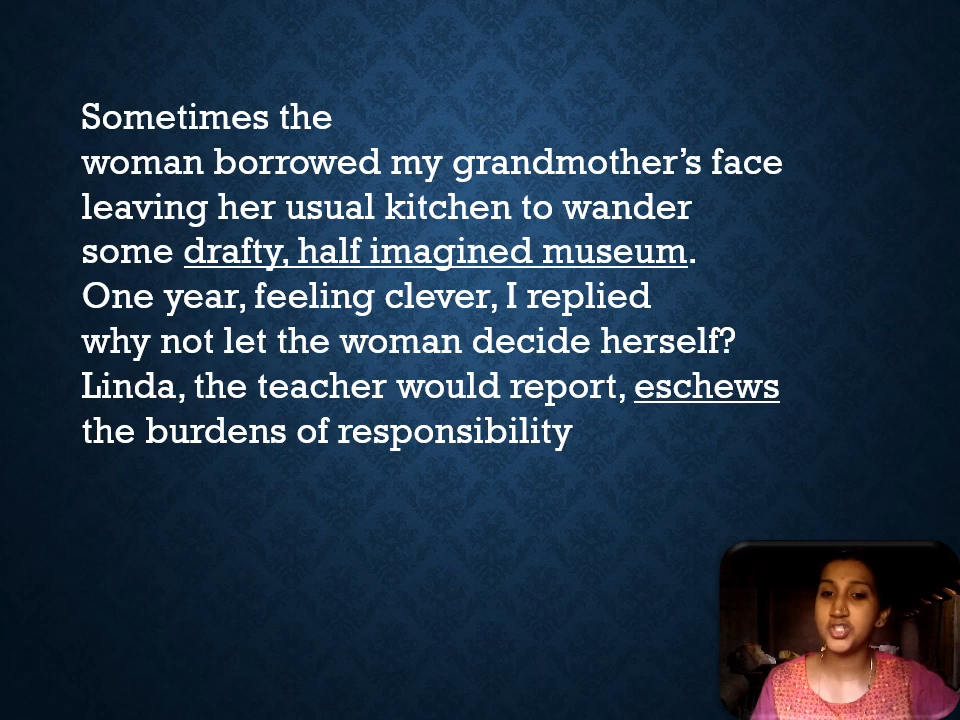 Sometimes the
woman borrowed my grandmother’s face
leaving her usual kitchen to wander
some drafty, half imagined museum.
One year, feeling clever, I replied
why not let the woman decide herself?
Linda, the teacher would report, eschews
the burdens of responsibility